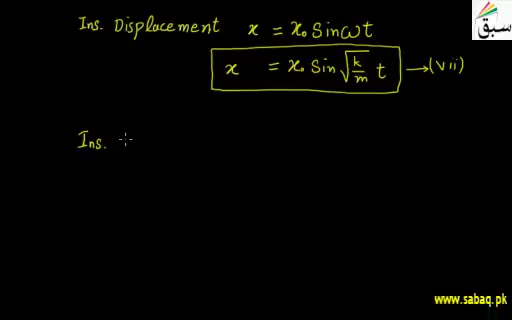 سبق
Ins. Displacement x = x₀ Sinωt
x = x₀ Sin√(k/m) t →(vii)
Ins.
www.sabaq.pk